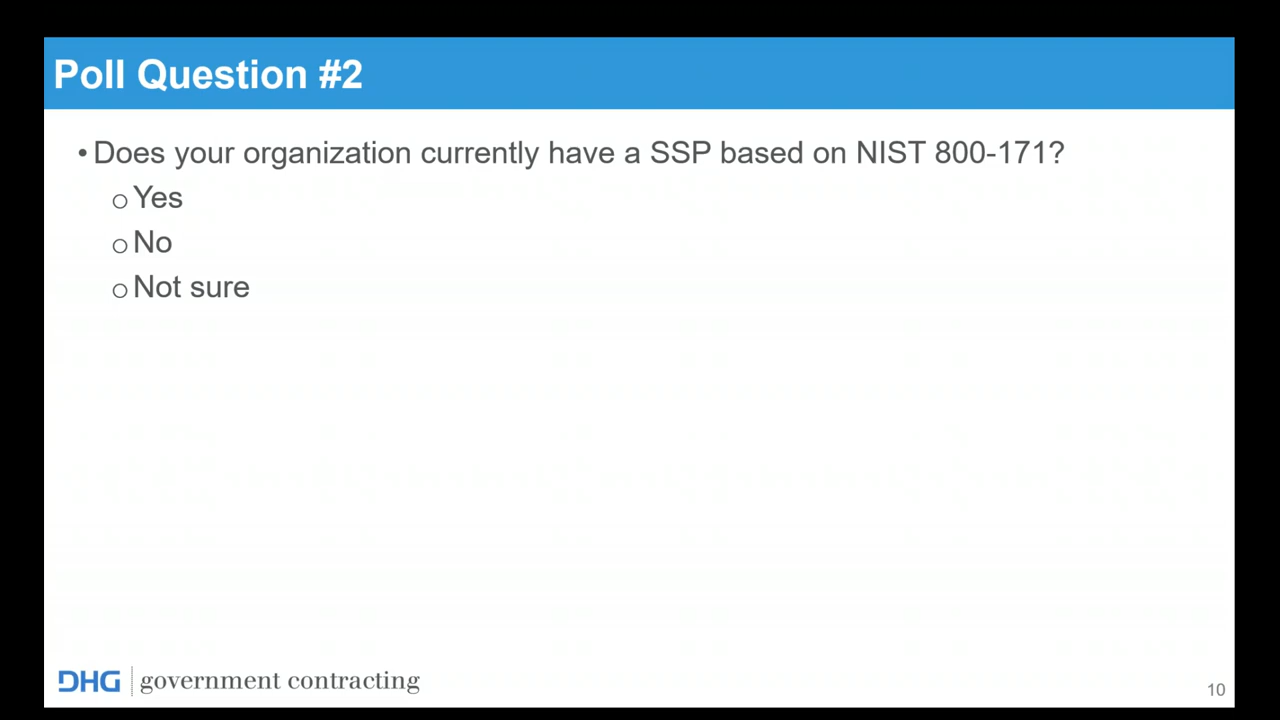 Poll Question #2
• Does your organization currently have a SSP based on NIST 800-171?
o Yes
o No
o Not sure
DHG | government contracting
10